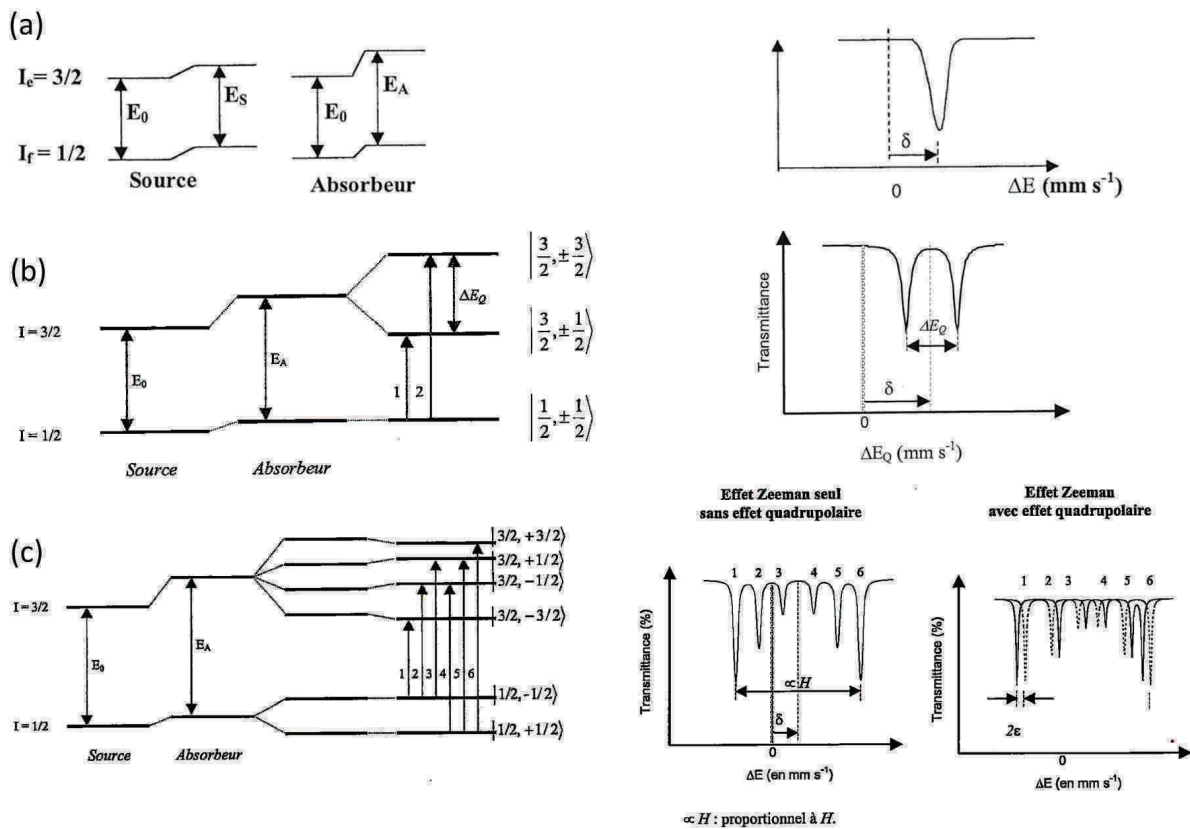 (a)
I_e= 3/2
E_0
E_S
E_0
E_A
I_f= 1/2
Source
Absorbeur
δ
0
ΔE (mm s⁻¹)
(b)
|3/2,±3/2⟩
ΔE_Q
I = 3/2
|3/2,±1/2⟩
E_0
E_A
1
2
|1/2,±1/2⟩
I = 1/2
Source
Absorbeur
Transmittance
ΔE_Q
δ
0
ΔE_Q (mm s⁻¹)
(c)
|3/2, +3/2⟩
|3/2, +1/2⟩
|3/2, -1/2⟩
|3/2, -3/2⟩
I = 3/2
E_0
E_A
1 2 3 4 5 6
|1/2, -1/2⟩
|1/2, +1/2⟩
I = 1/2
Source
Absorbeur
Effet Zeeman seul
sans effet quadrupolaire
1 2 3 4 5 6
Transmittance (%)
∝ H
δ
0
ΔE (en mm s⁻¹)
∝ H : proportionnel à H.
Effet Zeeman
avec effet quadrupolaire
1 2 3 4 5 6
Transmittance (%)
2ε
0
ΔE (en mm s⁻¹)